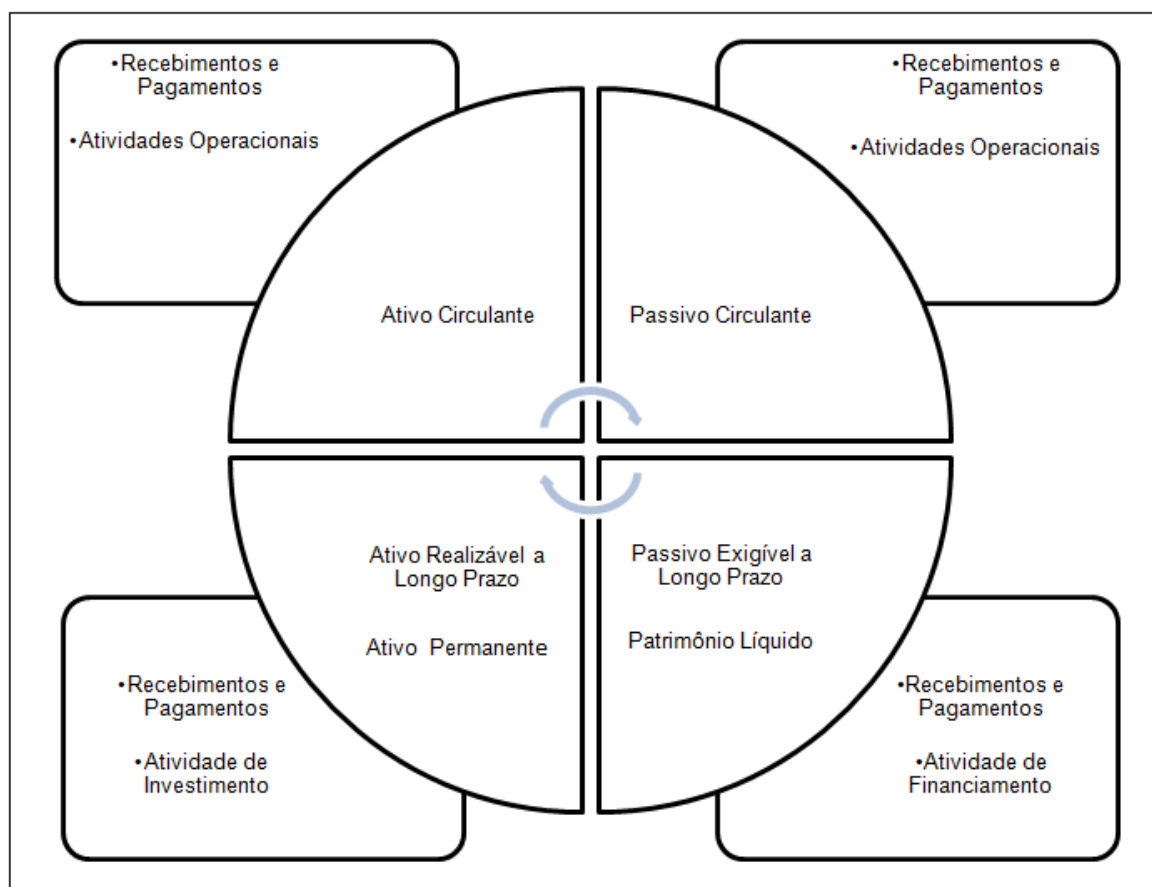 •Recebimentos e
Pagamentos
•Atividades Operacionais
•Recebimentos e
Pagamentos
•Atividades Operacionais
Ativo Circulante
Passivo Circulante
Ativo Realizável a
Longo Prazo
Ativo Permanente
Passivo Exigível a
Longo Prazo
Patrimônio Líquido
•Recebimentos e
Pagamentos
•Atividade de
Investimento
•Recebimentos e
Pagamentos
•Atividade de
Financiamento